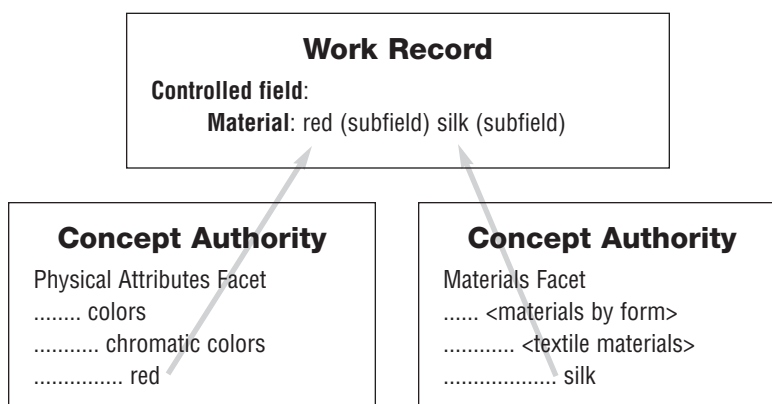 Work Record
Controlled field:
Material: red (subfield) silk (subfield)
Concept Authority
Physical Attributes Facet
........ colors
........... chromatic colors
............... red
Concept Authority
Materials Facet
...... <materials by form>
............ <textile materials>
................... silk